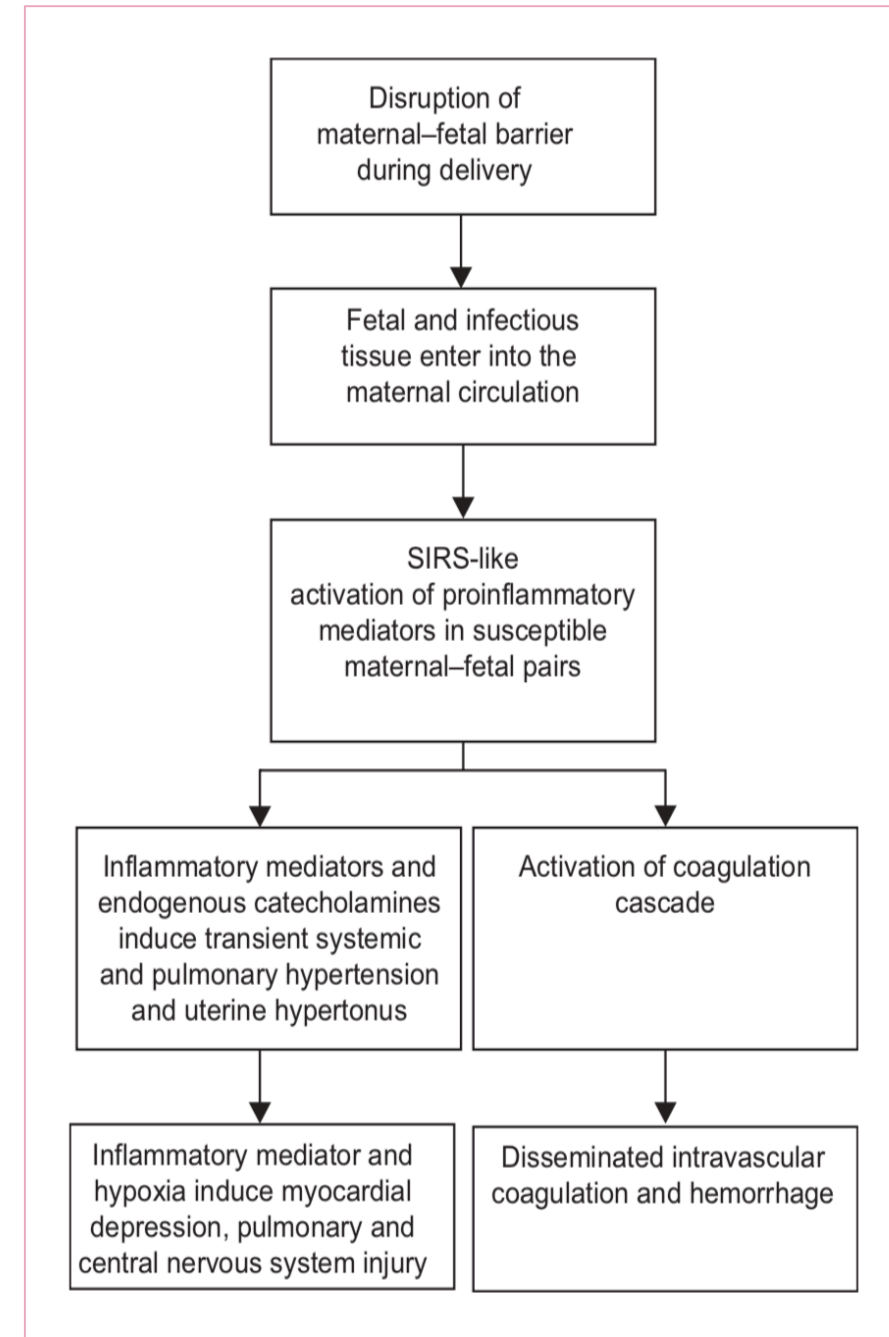 Disruption of
maternal–fetal barrier
during delivery
Fetal and infectious
tissue enter into the
maternal circulation
SIRS-like
activation of proinflammatory
mediators in susceptible
maternal–fetal pairs
Inflammatory mediators and
endogenous catecholamines
induce transient systemic
and pulmonary hypertension
and uterine hypertonus
Activation of coagulation
cascade
Inflammatory mediator and
hypoxia induce myocardial
depression, pulmonary and
central nervous system injury
Disseminated intravascular
coagulation and hemorrhage